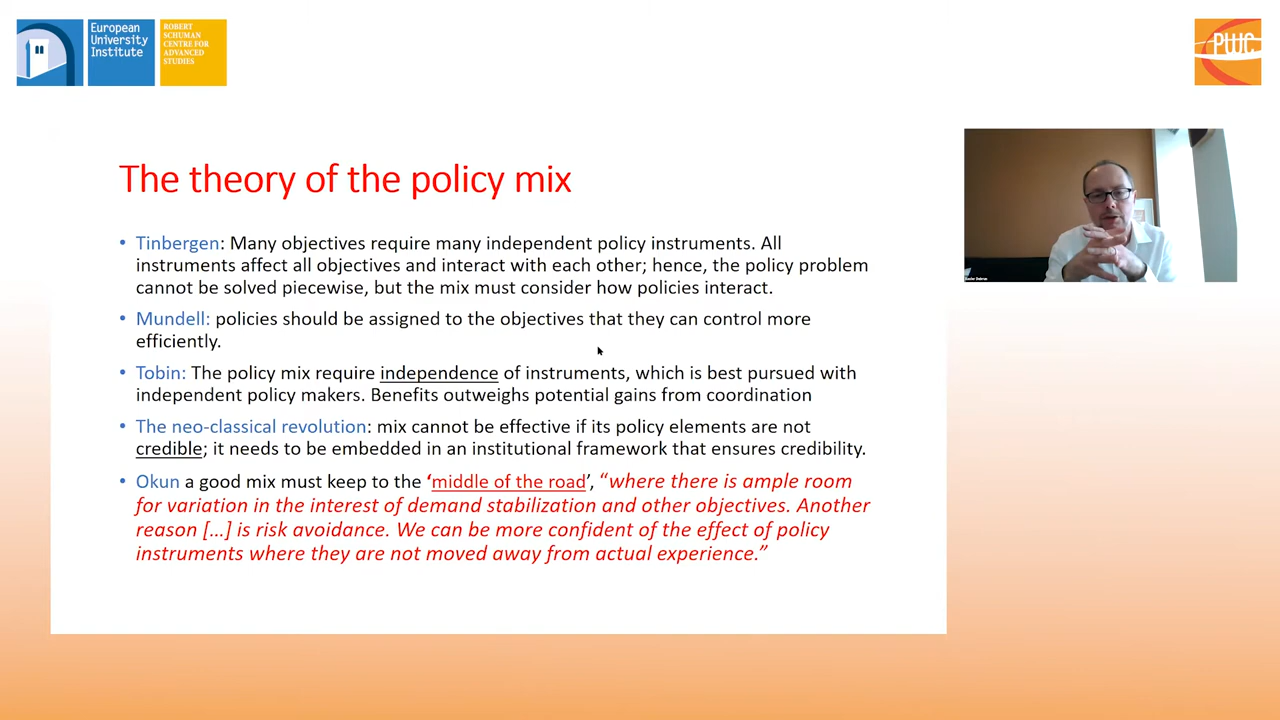 European
University
Institute
ROBERT
SCHUMAN
CENTRE FOR
ADVANCED
STUDIES
PWC
The theory of the policy mix
• Tinbergen: Many objectives require many independent policy instruments. All
instruments affect all objectives and interact with each other; hence, the policy problem
cannot be solved piecewise, but the mix must consider how policies interact.
• Mundell: policies should be assigned to the objectives that they can control more
efficiently.
• Tobin: The policy mix require independence of instruments, which is best pursued with
independent policy makers. Benefits outweighs potential gains from coordination
• The neo-classical revolution: mix cannot be effective if its policy elements are not
credible; it needs to be embedded in an institutional framework that ensures credibility.
• Okun a good mix must keep to the ‘middle of the road’, “where there is ample room
for variation in the interest of demand stabilization and other objectives. Another
reason […] is risk avoidance. We can be more confident of the effect of policy
instruments where they are not moved away from actual experience.”